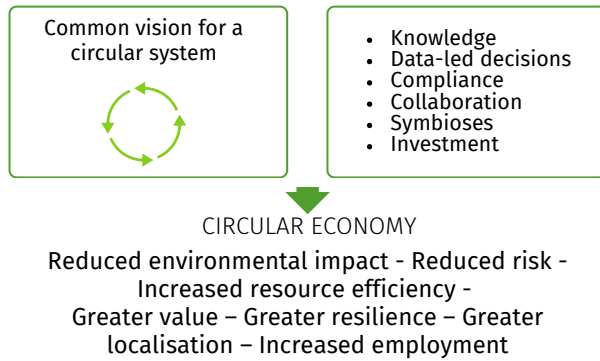 Common vision for a
circular system
• Knowledge
• Data-led decisions
• Compliance
• Collaboration
• Symbioses
• Investment
CIRCULAR ECONOMY
Reduced environmental impact - Reduced risk -
Increased resource efficiency -
Greater value – Greater resilience – Greater
localisation – Increased employment